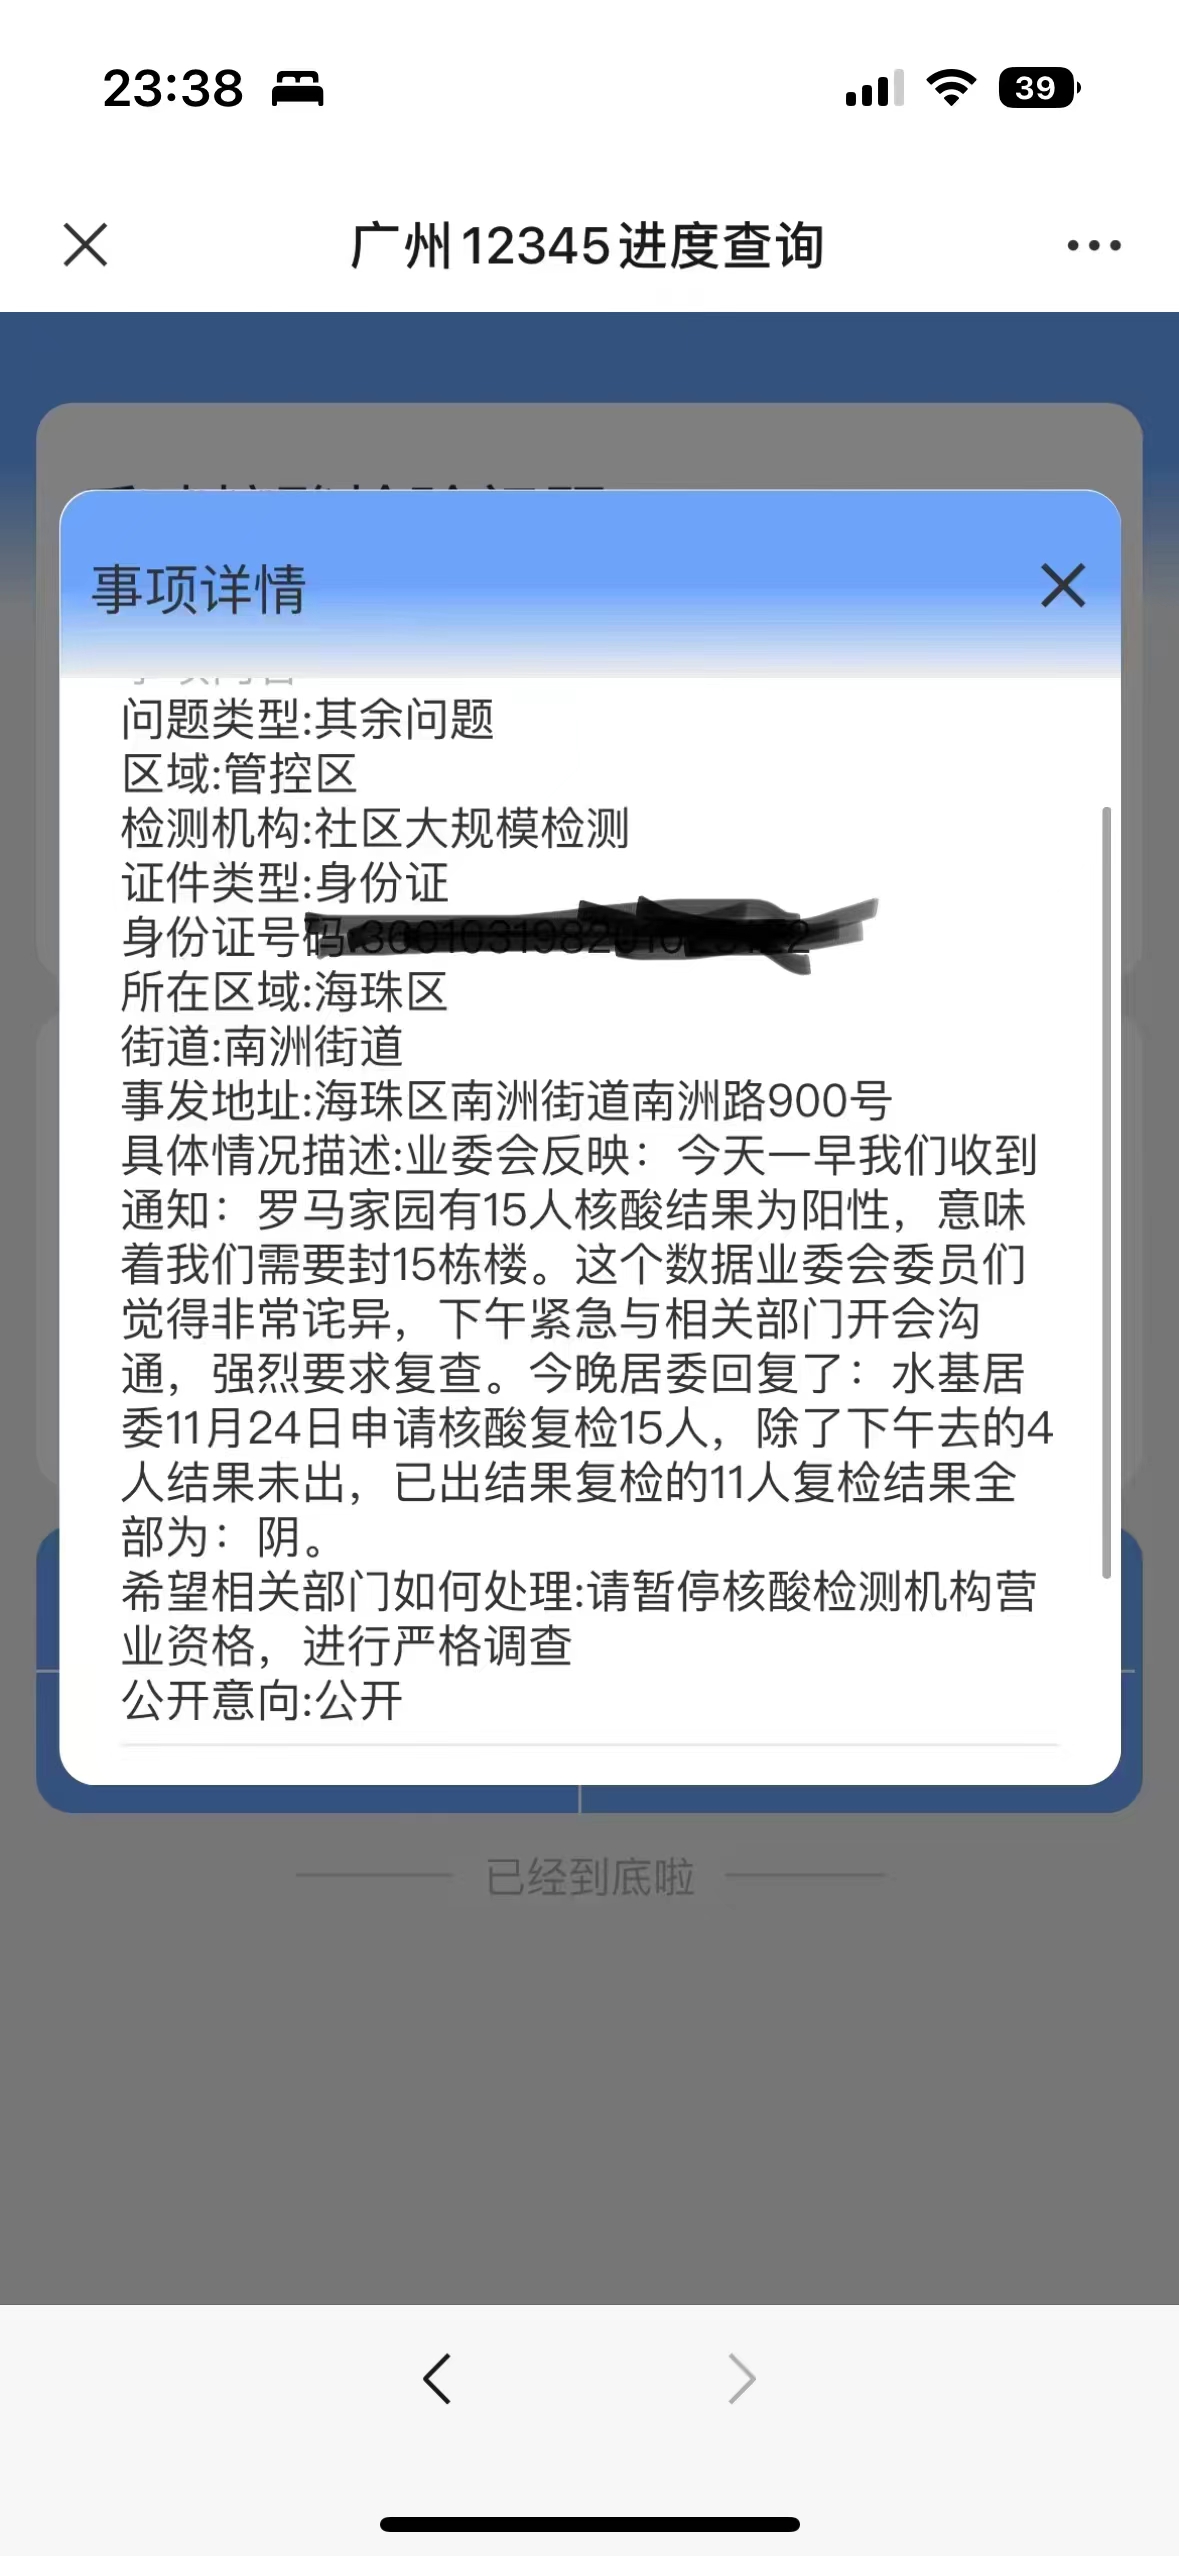 23:38
39
广州12345进度查询
事项详情
问题类型:其余问题
区域:管控区
检测机构:社区大规模检测
证件类型:身份证
身份证号码:
所在区域:海珠区
街道:南洲街道
事发地址:海珠区南洲街道南洲路900号
具体情况描述:业委会反映：今天一早我们收到
通知：罗马家园有15人核酸结果为阳性，意味
着我们需要封15栋楼。这个数据业委会委员们
觉得非常诧异，下午紧急与相关部门开会沟
通，强烈要求复查。今晚居委回复了：水基居
委11月24日申请核酸复检15人，除了下午去的4
人结果未出，已出结果复检的11人复检结果全
部为：阴。
希望相关部门如何处理:请暂停核酸检测机构营
业资格，进行严格调查
公开意向:公开
已经到底啦